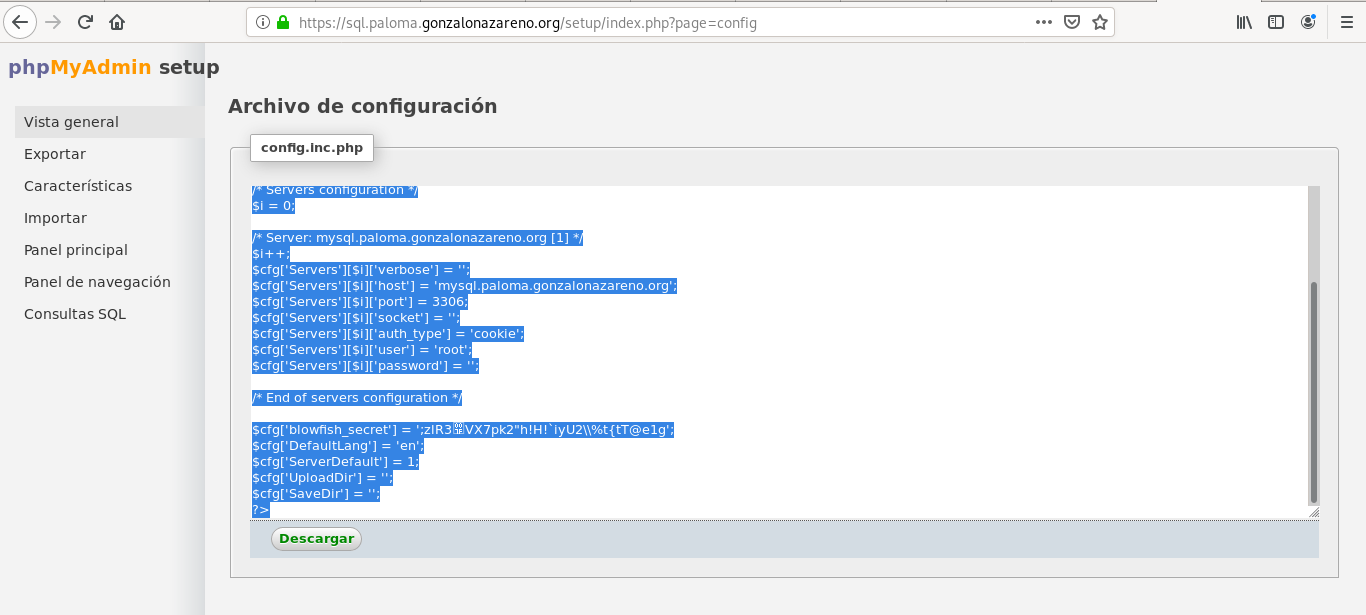 https://sql.paloma.gonzalonazareno.org/setup/index.php?page=config
phpMyAdmin setup
Vista general
Exportar
Características
Importar
Panel principal
Panel de navegación
Consultas SQL
Archivo de configuración
config.inc.php
/* Servers configuration */
$i = 0;
/* Server: mysql.paloma.gonzalonazareno.org [1] */
$i++;
$cfg['Servers'][$i]['verbose'] = '';
$cfg['Servers'][$i]['host'] = 'mysql.paloma.gonzalonazareno.org';
$cfg['Servers'][$i]['port'] = 3306;
$cfg['Servers'][$i]['socket'] = '';
$cfg['Servers'][$i]['auth_type'] = 'cookie';
$cfg['Servers'][$i]['user'] = 'root';
$cfg['Servers'][$i]['password'] = '';
/* End of servers configuration */
$cfg['blowfish_secret'] = ';zIR3VX7pk2"h!H!`iyU2\\%t{tT@e1g';
$cfg['DefaultLang'] = 'en';
$cfg['ServerDefault'] = 1;
$cfg['UploadDir'] = '';
$cfg['SaveDir'] = '';
?>
Descargar